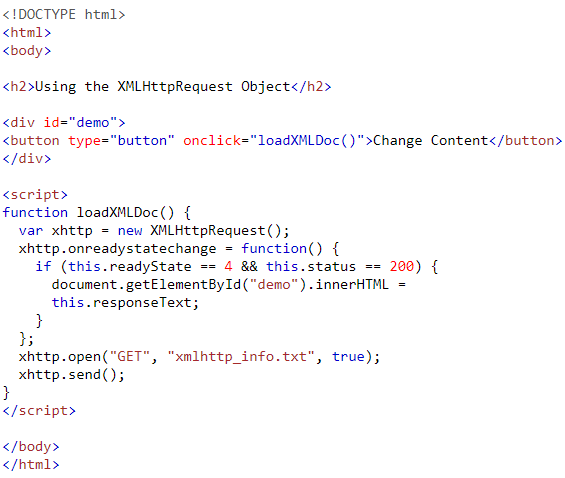 <!DOCTYPE html>
<html>
<body>
<h2>Using the XMLHttpRequest Object</h2>
<div id="demo">
<button type="button" onclick="loadXMLDoc()">Change Content</button>
</div>
<script>
function loadXMLDoc() {
  var xhttp = new XMLHttpRequest();
  xhttp.onreadystatechange = function() {
    if (this.readyState == 4 && this.status == 200) {
      document.getElementById("demo").innerHTML =
      this.responseText;
    }
  };
  xhttp.open("GET", "xmlhttp_info.txt", true);
  xhttp.send();
}
</script>
</body>
</html>